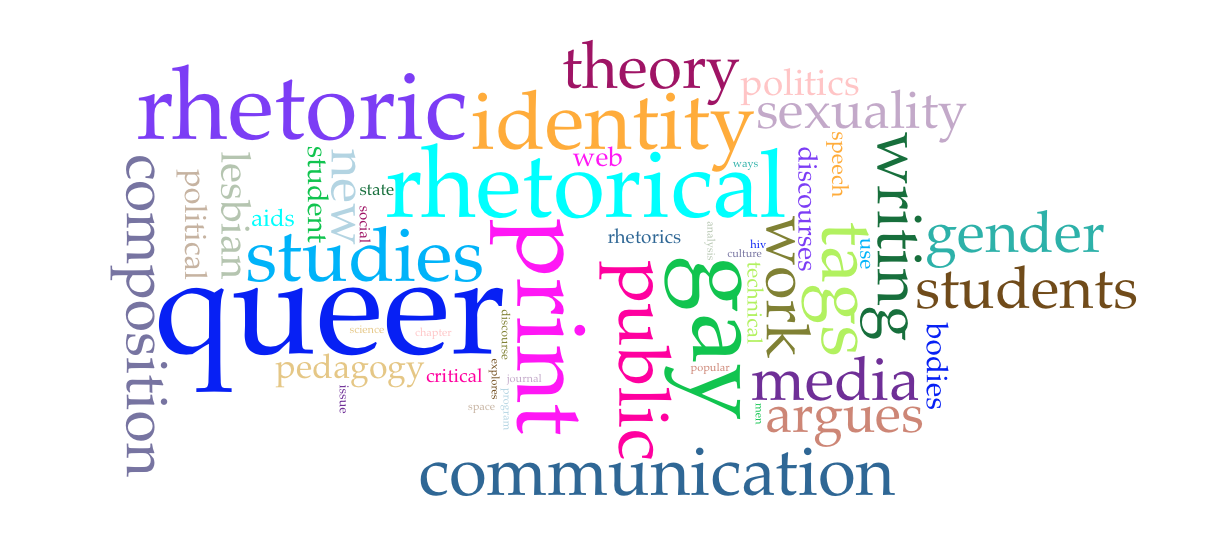 theory
politics
rhetoric
identity
sexuality
web
ways
speech
composition
political
lesbian
student
new
state
social
aids
rhetorical
discourses
writing
studies
print
rhetorics
analysis
hiv
culture
work
technical
tags
use
gender
students
queer
public
gay
science
chapter
discourse
bodies
pedagogy
critical
explores
journal
popular
media
issue
space
program
men
argues
communication